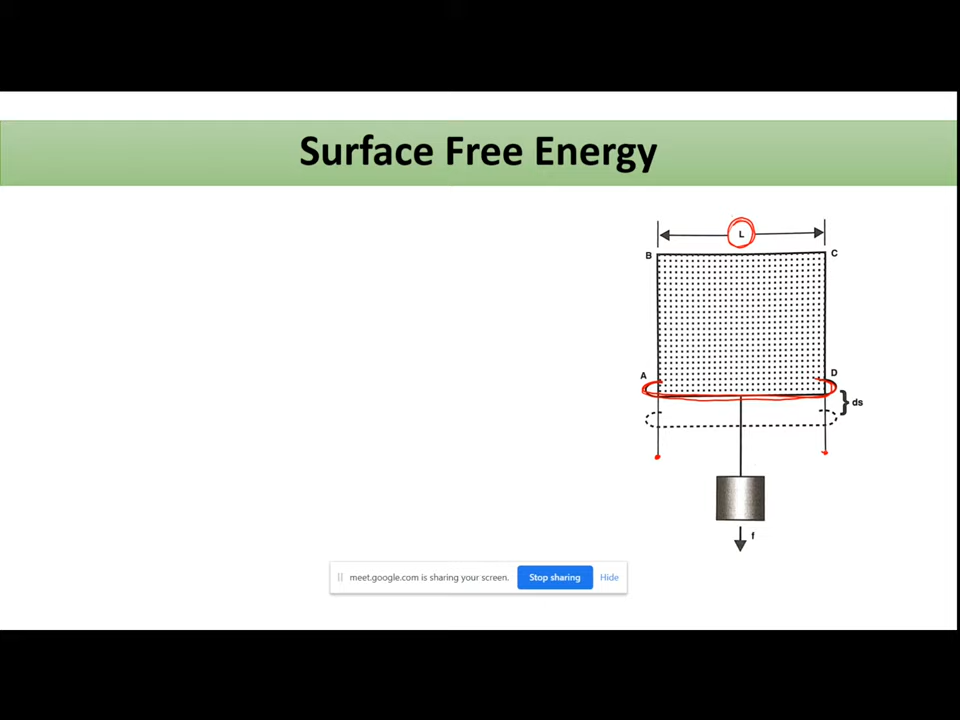 Surface Free Energy
L
B
C
A
D
ds
f
meet.google.com is sharing your screen.
Stop sharing
Hide